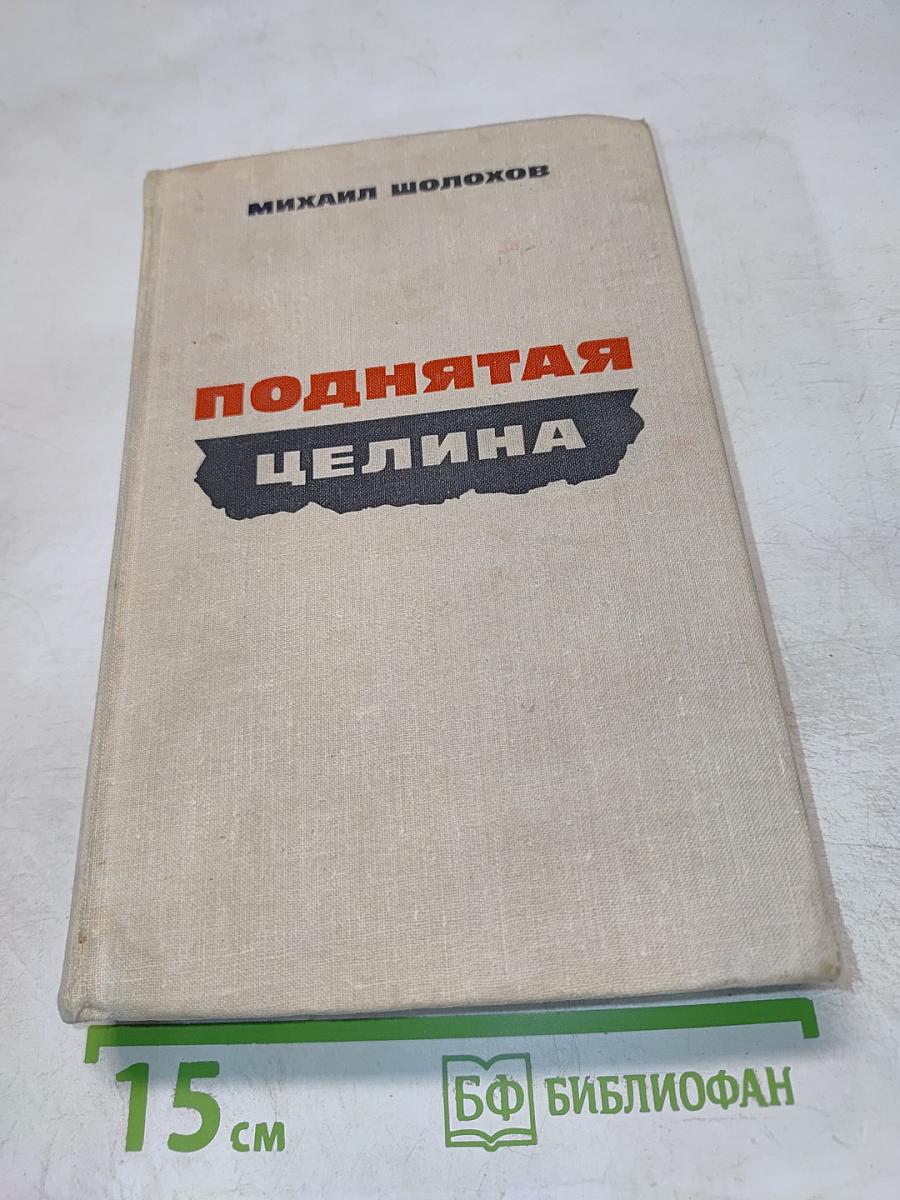 МИХАИЛ ШОЛОХОВ
ПОДНЯТАЯ
ЦЕЛИНА
15 см
БФ БИБЛИОФАН